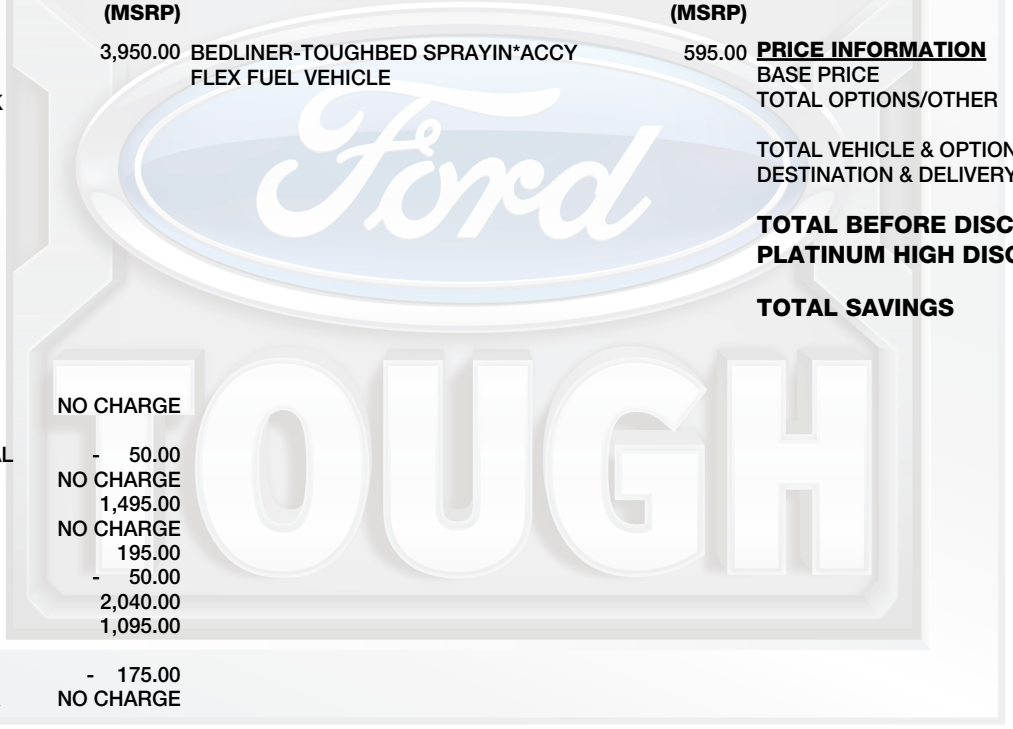 (MSRP)
3,950.00
NO CHARGE
- 50.00
NO CHARGE
1,495.00
NO CHARGE
195.00
- 50.00
2,040.00
1,095.00
- 175.00
NO CHARGE
BEDLINER-TOUGHBED SPRAYIN*ACCY
FLEX FUEL VEHICLE
(MSRP)
595.00
PRICE INFORMATION
BASE PRICE
TOTAL OPTIONS/OTHER
TOTAL VEHICLE & OPTION
DESTINATION & DELIVERY
TOTAL BEFORE DISC
PLATINUM HIGH DISC
TOTAL SAVINGS
Ford
TOUGH